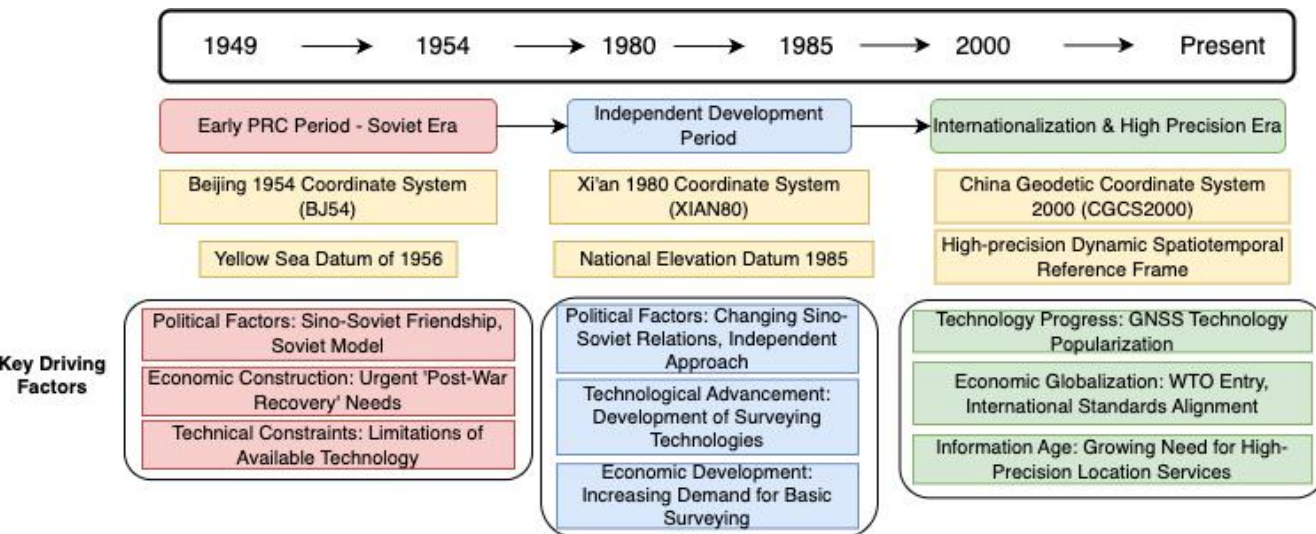 1949 1954 1980 1985 2000 Present
Early PRC Period - Soviet Era
Independent Development
Period
Internationalization & High Precision Era
Beijing 1954 Coordinate System
(BJ54)
Xi'an 1980 Coordinate System
(XIAN80)
China Geodetic Coordinate System
2000 (CGCS2000)
Yellow Sea Datum of 1956
National Elevation Datum 1985
High-precision Dynamic Spatiotemporal
Reference Frame
Key Driving
Factors
Political Factors: Sino-Soviet Friendship,
Soviet Model
Economic Construction: Urgent 'Post-War
Recovery' Needs
Technical Constraints: Limitations of
Available Technology
Political Factors: Changing Sino-
Soviet Relations, Independent
Approach
Technological Advancement:
Development of Surveying
Technologies
Economic Development:
Increasing Demand for Basic
Surveying
Technology Progress: GNSS Technology
Popularization
Economic Globalization: WTO Entry,
International Standards Alignment
Information Age: Growing Need for High-
Precision Location Services